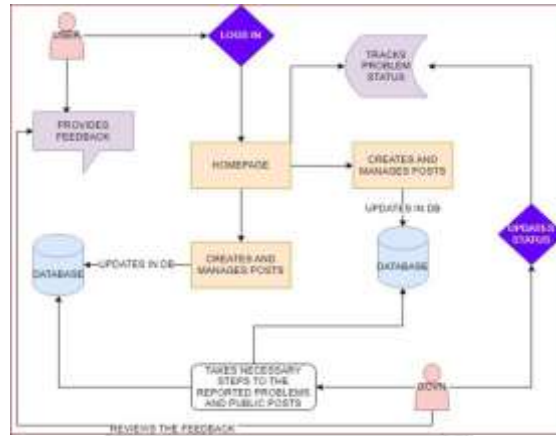 USER
LOGS IN
TRACKS
PROBLEM
STATUS
PROVIDES
FEEDBACK
HOMEPAGE
CREATES AND
MANAGES POSTS
UPDATES IN DB
UPDATES
STATUS
DATABASE
UPDATES IN DB
CREATES AND
MANAGES POSTS
DATABASE
TAKES NECESSARY
STEPS TO THE
REPORTED PROBLEMS
AND PUBLIC POSTS
GOVN
REVIEWS THE FEEDBACK